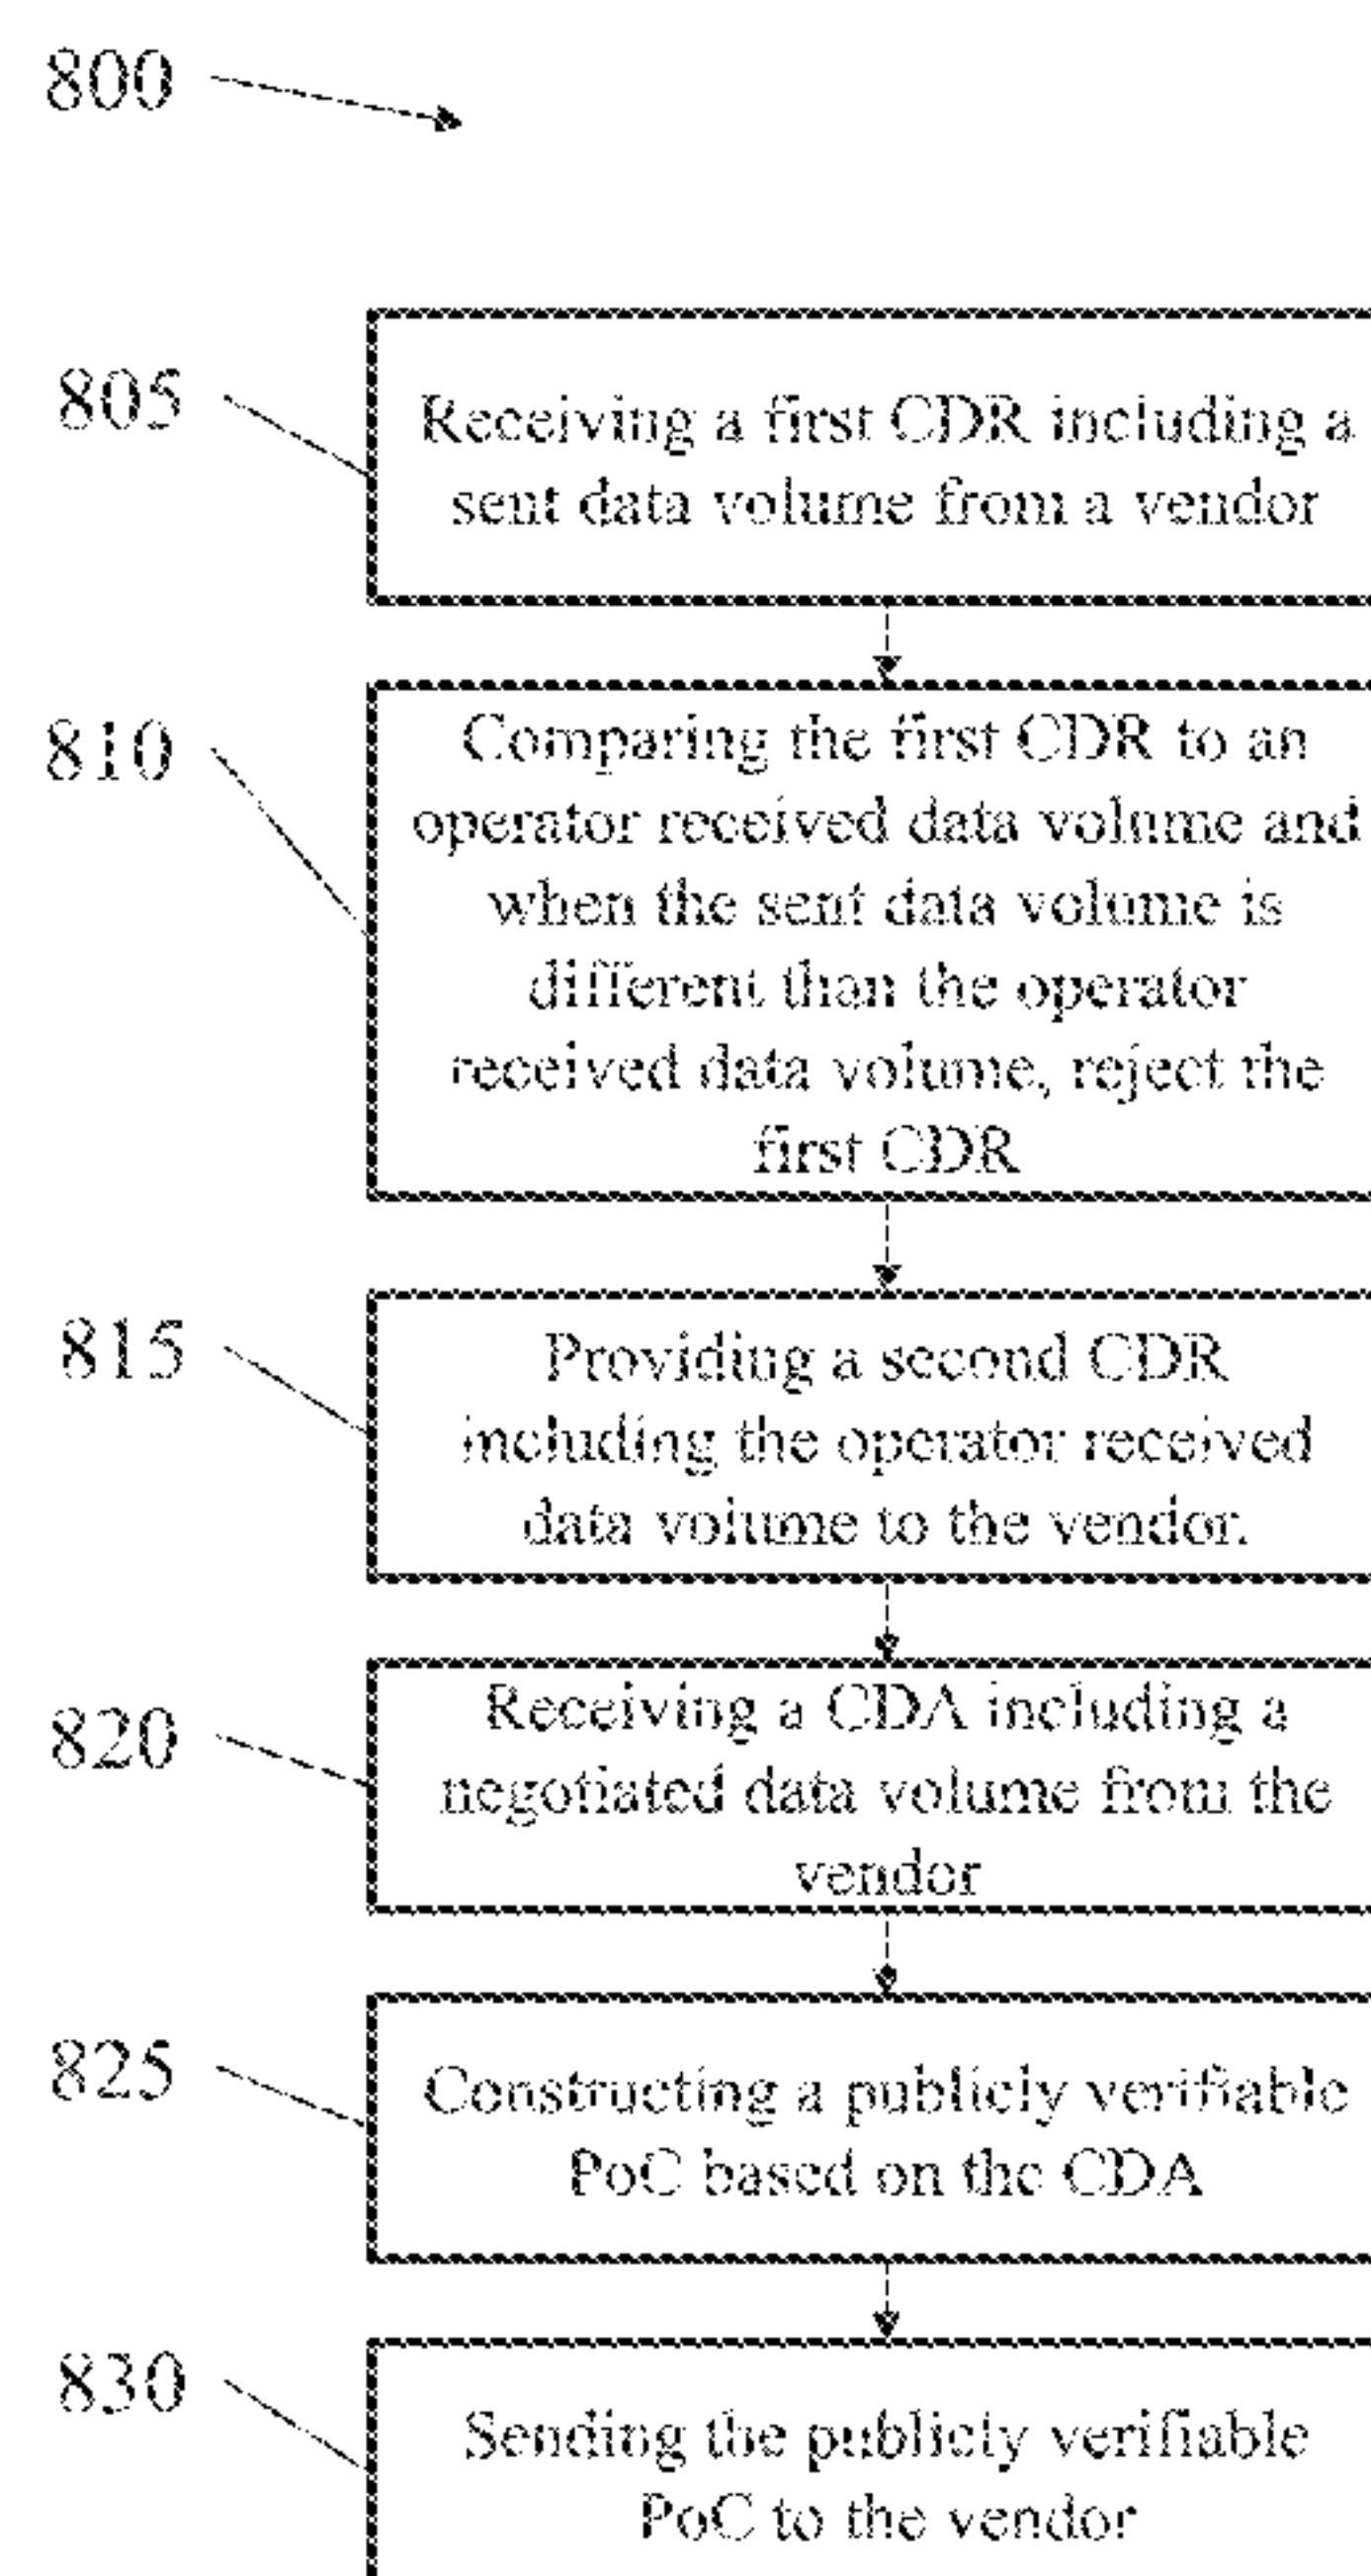 800
805
Receiving a first CDR including a
sent data volume from a vendor
810
Comparing the first CDR to an
operator received data volume and
when the sent data volume is
different than the operator
received data volume, reject the
first CDR
815
Providing a second CDR
including the operator received
data volume to the vendor.
820
Receiving a CDA including a
negotiated data volume from the
vendor
825
Constructing a publicly verifiable
PoC based on the CDA
830
Sending the publicly verifiable
PoC to the vendor